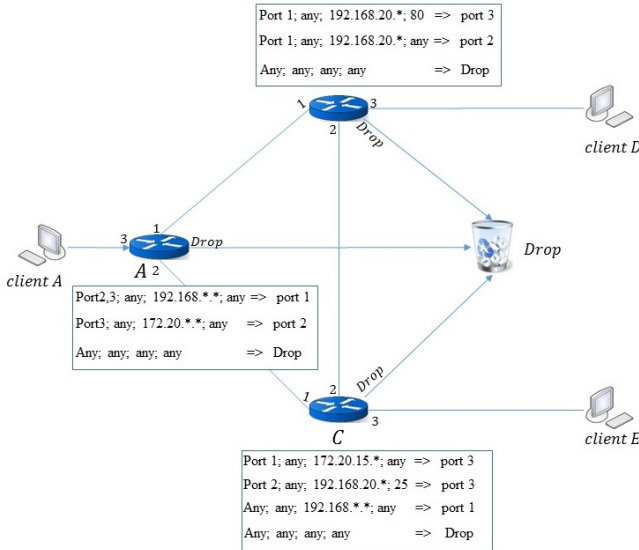 Port 1; any; 192.168.20.*; 80 => port 3
Port 1; any; 192.168.20.*; any => port 2
Any; any; any; any => Drop
1
3
2
Drop
client D
1
3
Drop
2
A
client A
Drop
Port2,3; any; 192.168.*.*; any => port 1
Port3; any; 172.20.*.*; any => port 2
Any; any; any; any => Drop
Drop
2
1
3
C
client E
Port 1; any; 172.20.15.*; any => port 3
Port 2; any; 192.168.20.*; 25 => port 3
Any; any; 192.168.*.*; any => port 1
Any; any; any; any => Drop